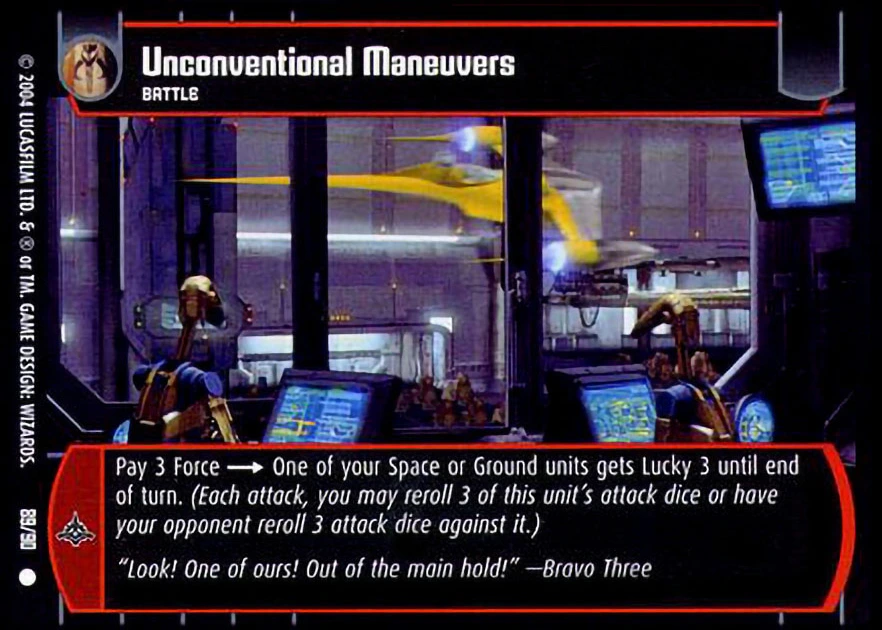 Unconventional Maneuvers
BATTLE
Pay 3 Force → One of your Space or Ground units gets Lucky 3 until end
of turn. (Each attack, you may reroll 3 of this unit's attack dice or have
your opponent reroll 3 attack dice against it.)
"Look! One of ours! Out of the main hold!" —Bravo Three
© 2004 LUCASFILM LTD. & ® or TM. GAME DESIGN: WIZARDS.
89/90